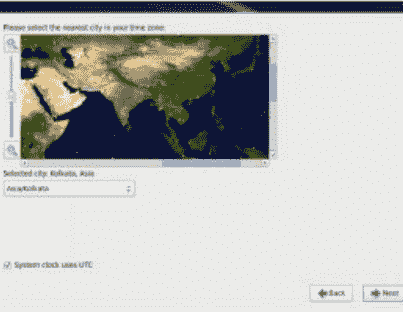 Please select the nearest city in your time zone:
Selected city: Kolkata, Asia
Asia/Kolkata
System clock uses UTC
Back
Next